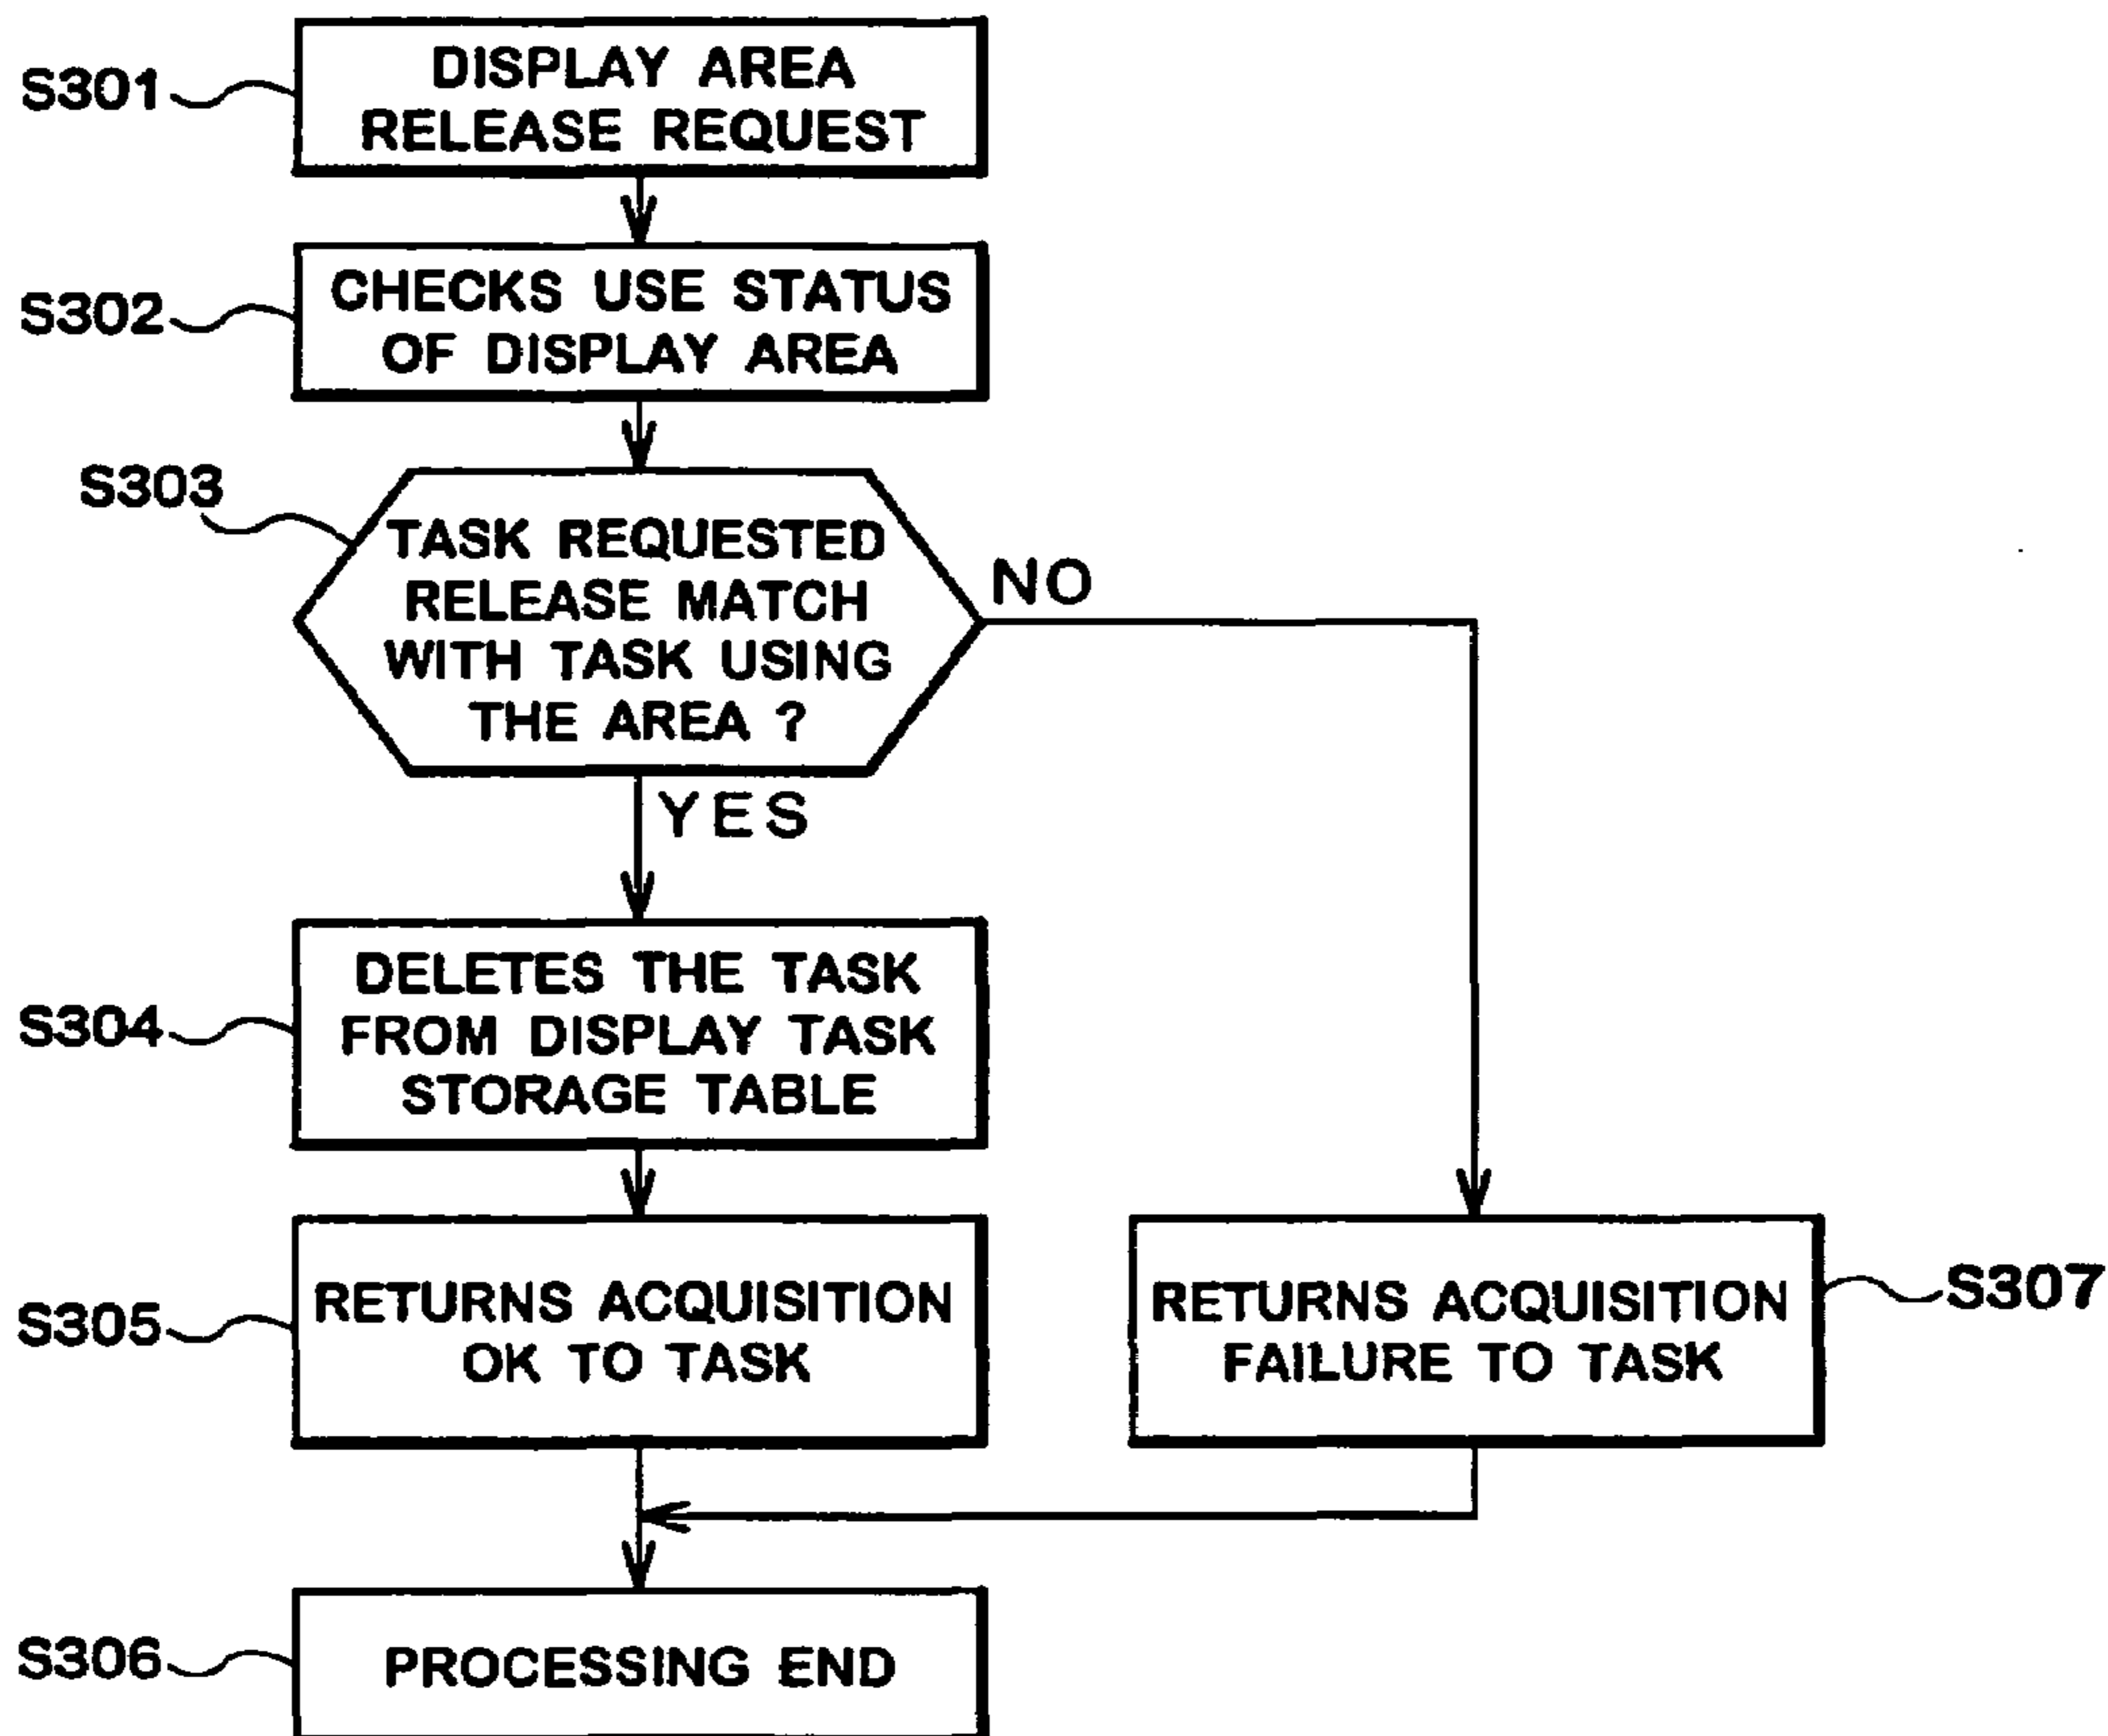 S301
DISPLAY AREA
RELEASE REQUEST
S302
CHECKS USE STATUS
OF DISPLAY AREA
S303
TASK REQUESTED
RELEASE MATCH
WITH TASK USING
THE AREA ?
NO
YES
S304
DELETES THE TASK
FROM DISPLAY TASK
STORAGE TABLE
S305
RETURNS ACQUISITION
OK TO TASK
RETURNS ACQUISITION
FAILURE TO TASK
S307
S306
PROCESSING END